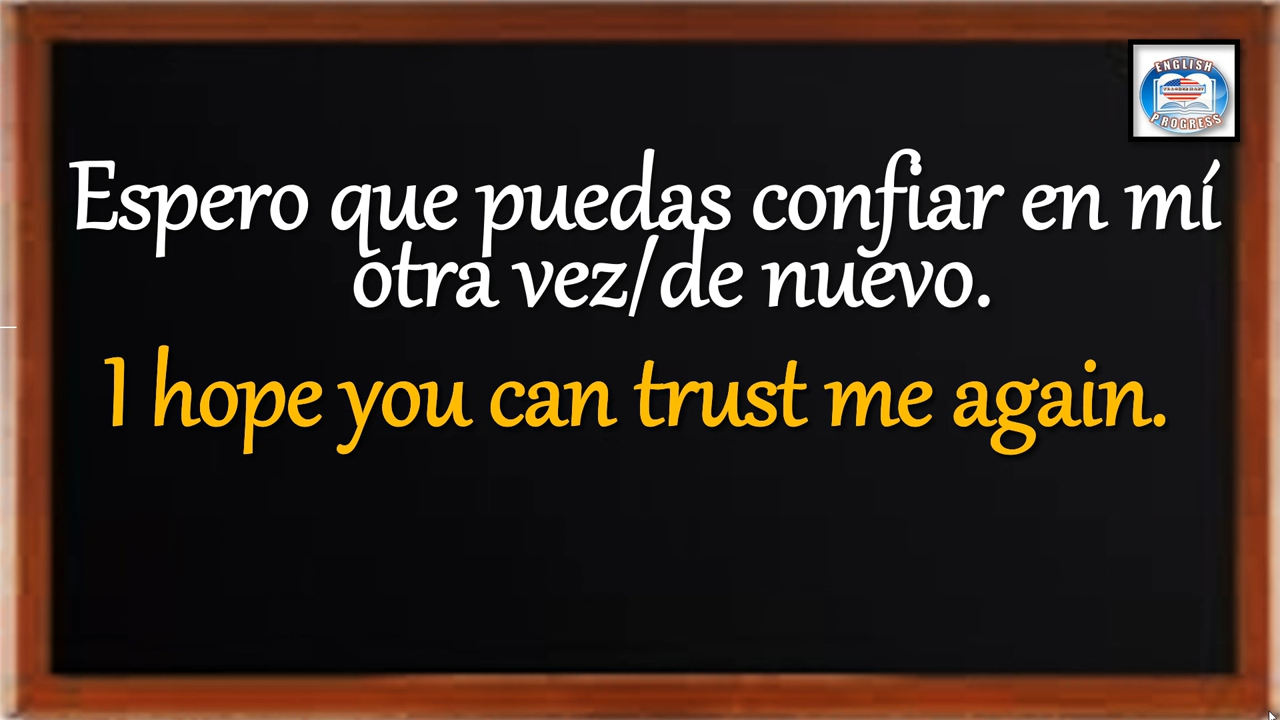 ENGLISH
PROGRESS
Espero que puedas confiar en mí
otra vez/de nuevo.
I hope you can trust me again.